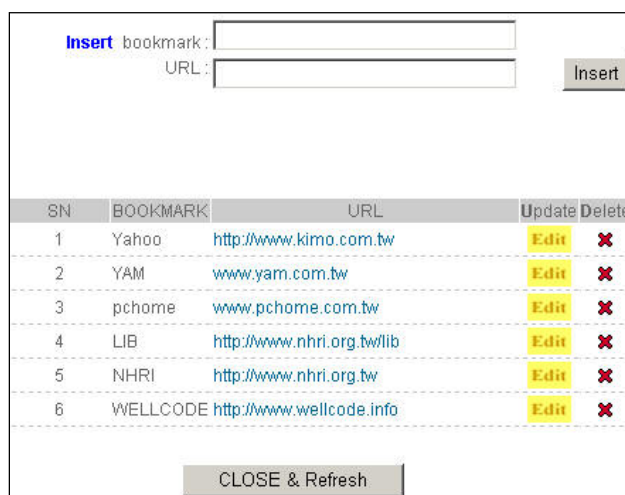 Insert bookmark :
URL : Insert
SN BOOKMARK URL Update Delete
1 Yahoo http://www.kimo.com.tw Edit
2 YAM www.yam.com.tw Edit
3 pchome www.pchome.com.tw Edit
4 LIB http://www.nhri.org.tw/lib Edit
5 NHRI http://www.nhri.org.tw Edit
6 WELLCODE http://www.wellcode.info Edit
CLOSE & Refresh